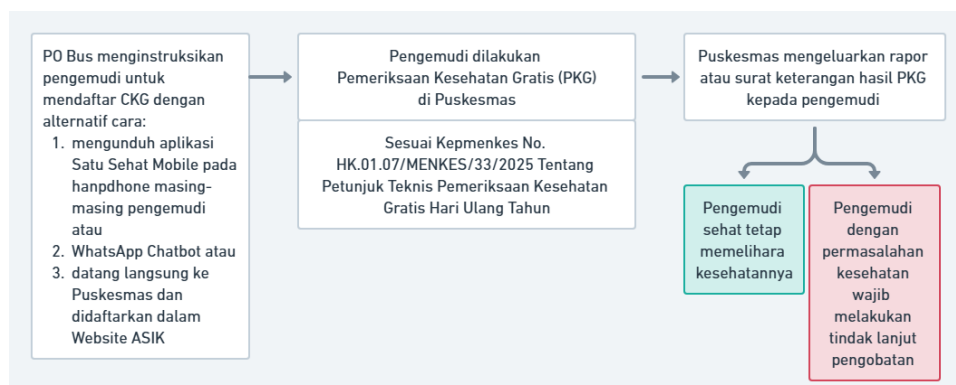 PO Bus menginstruksikan
pengemudi untuk
mendaftar CKG dengan
alternatif cara:
1. mengunduh aplikasi
Satu Sehat Mobile pada
hanpdhone masing-
masing pengemudi
atau
2. WhatsApp Chatbot atau
3. datang langsung ke
Puskesmas dan
didaftarkan dalam
Website ASIK
Pengemudi dilakukan
Pemeriksaan Kesehatan Gratis (PKG)
di Puskesmas
Sesuai Kepmenkes No.
HK.01.07/MENKES/33/2025 Tentang
Petunjuk Teknis Pemeriksaan Kesehatan
Gratis Hari Ulang Tahun
Puskesmas mengeluarkan rapor
atau surat keterangan hasil PKG
kepada pengemudi
Pengemudi
sehat tetap
memelihara
kesehatannya
Pengemudi
dengan
permasalahan
kesehatan
wajib
melakukan
tindak lanjut
pengobatan